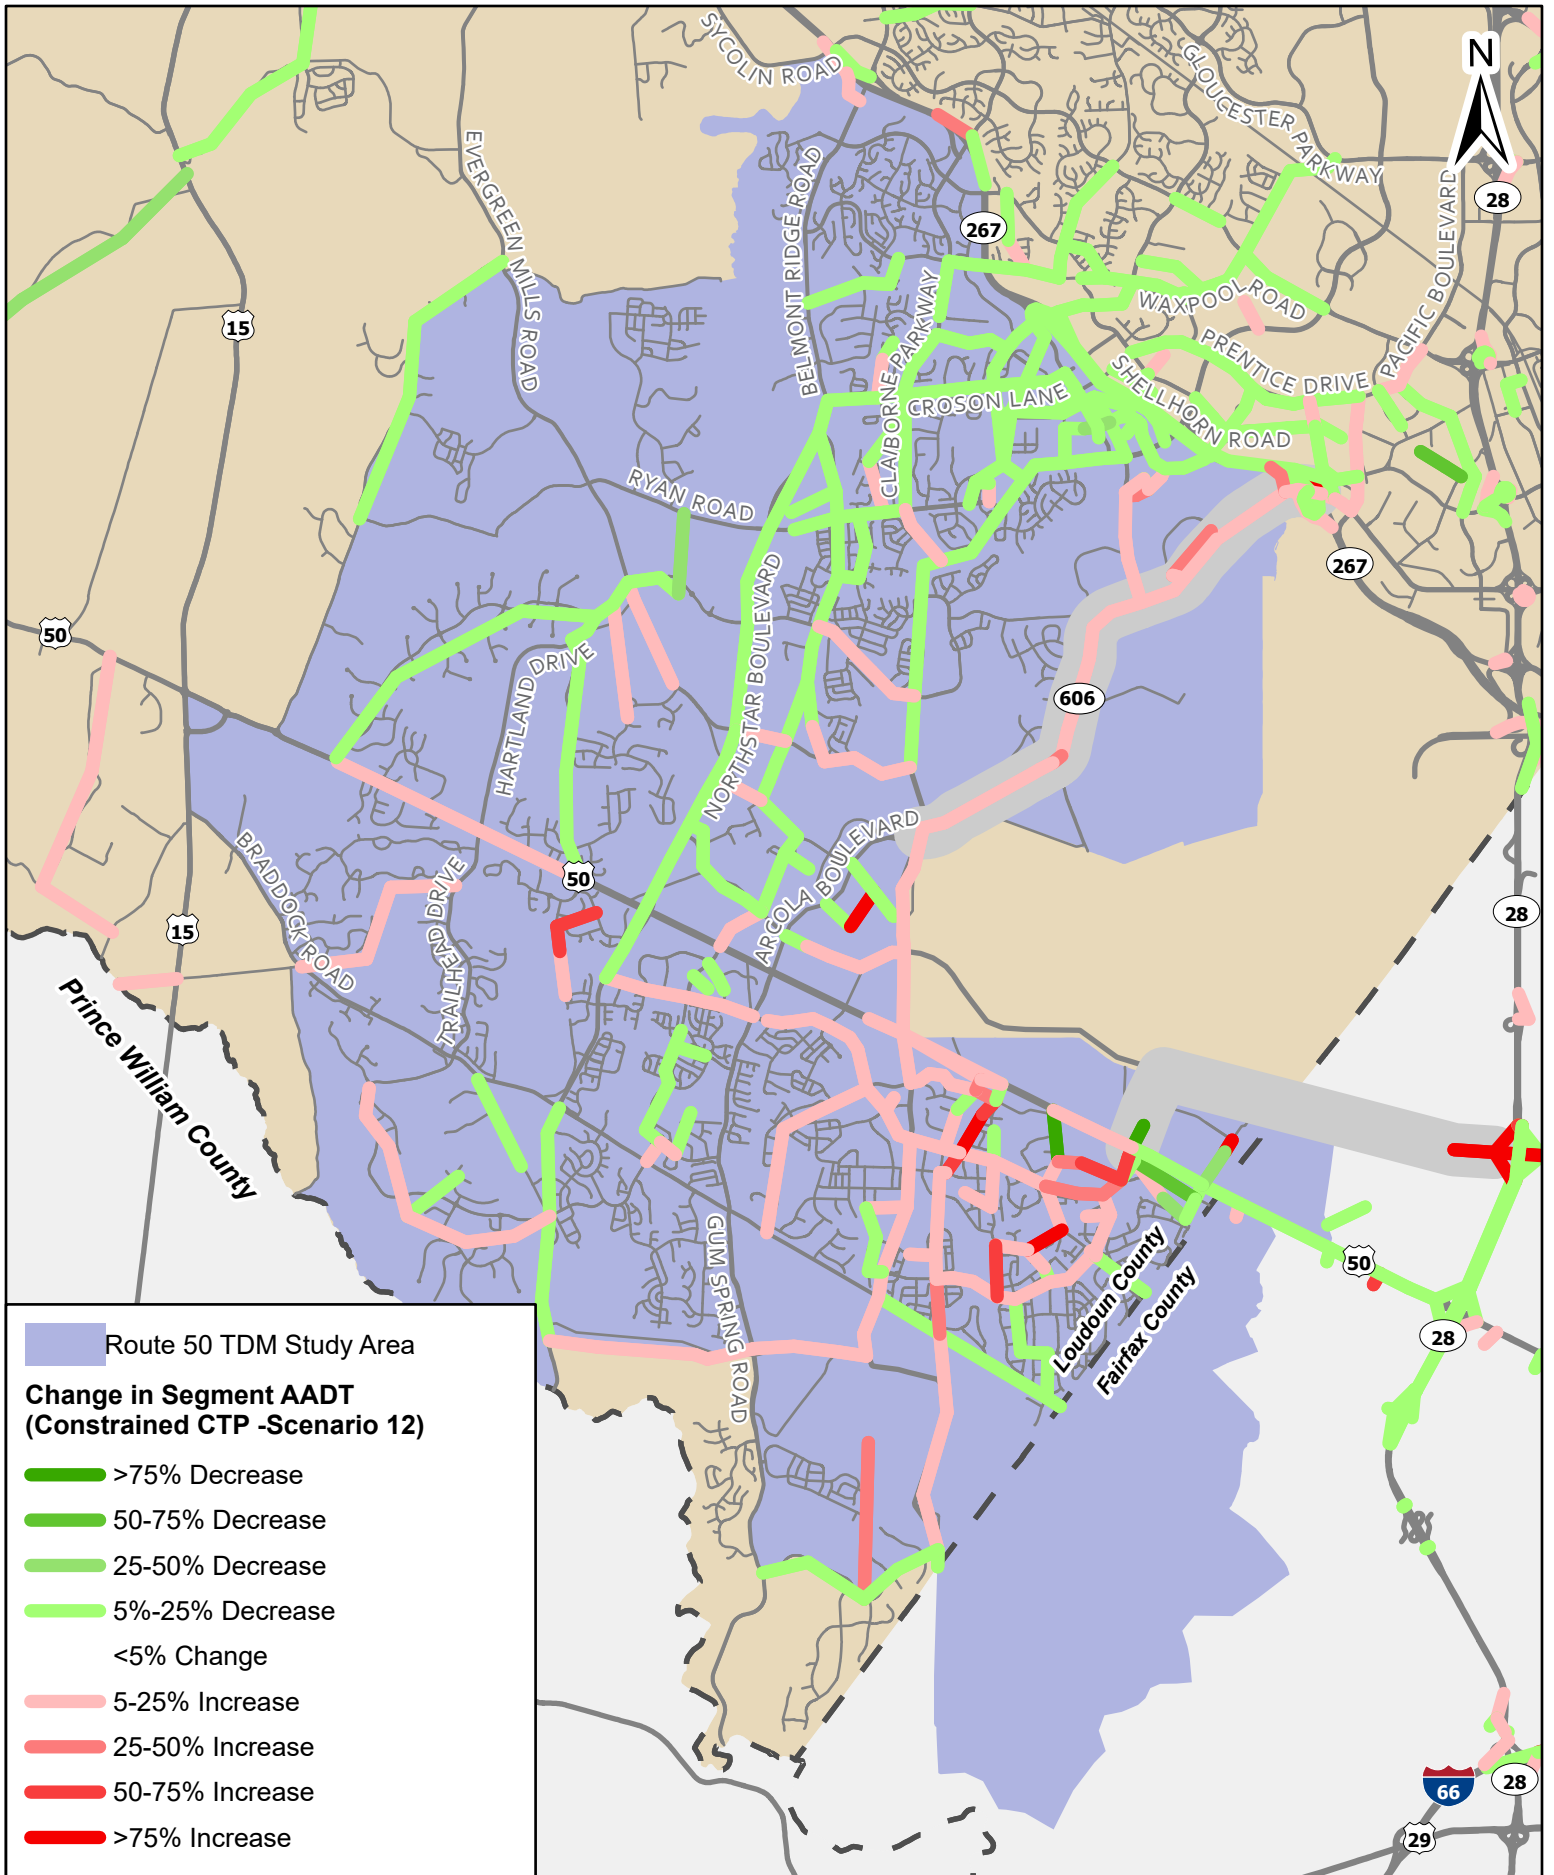 SYCOLIN ROAD
GLOUCESTER PARKWAY
N
28
EVERGREEN MILLS ROAD
BELMONT RIDGE ROAD
267
PACIFIC BOULEVARD
15
CLAIBORNE PARKWAY
WAXPOOL ROAD
PRENTICE DRIVE
SHELLHORN ROAD
CROSON LANE
RYAN ROAD
267
50
HARTLAND DRIVE
NORTHSTAR BOULEVARD
606
BRADDOCK ROAD
TRAILHEAD DRIVE
50
ARCOLA BOULEVARD
15
28
Prince William County
GUM SPRING ROAD
Loudoun County
Fairfax County
50
28
Route 50 TDM Study Area
Change in Segment AADT
(Constrained CTP -Scenario 12)
>75% Decrease
50-75% Decrease
25-50% Decrease
5%-25% Decrease
<5% Change
5-25% Increase
25-50% Increase
50-75% Increase
>75% Increase
66
28
29